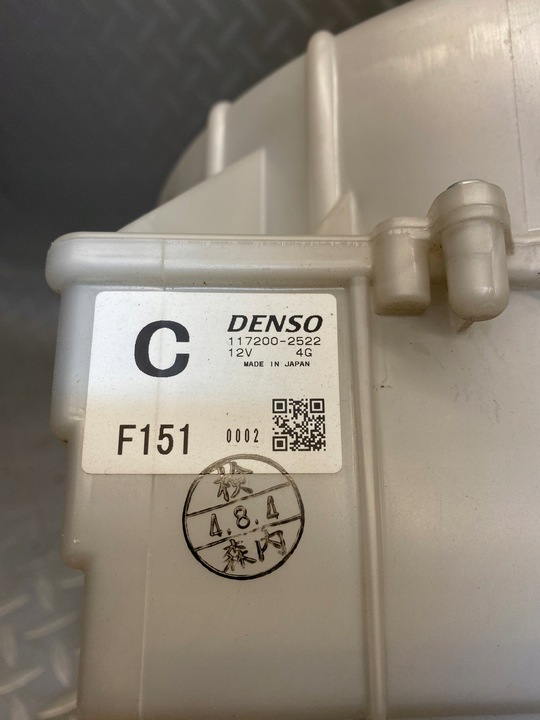 C
DENSO
117200-2522
12V 4G
MADE IN JAPAN
F151
0002
検
4.8.4
森内